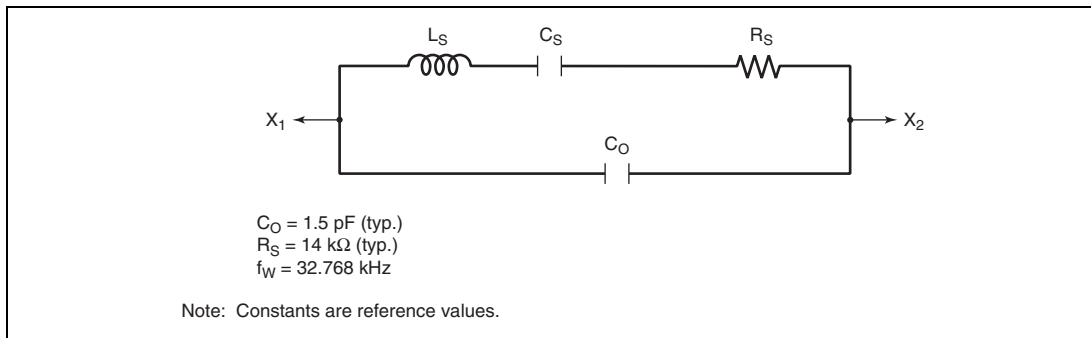 L_S C_S R_S
X_1 X_2
C_O
C_O = 1.5 pF (typ.)
R_S = 14 kΩ (typ.)
f_W = 32.768 kHz
Note: Constants are reference values.